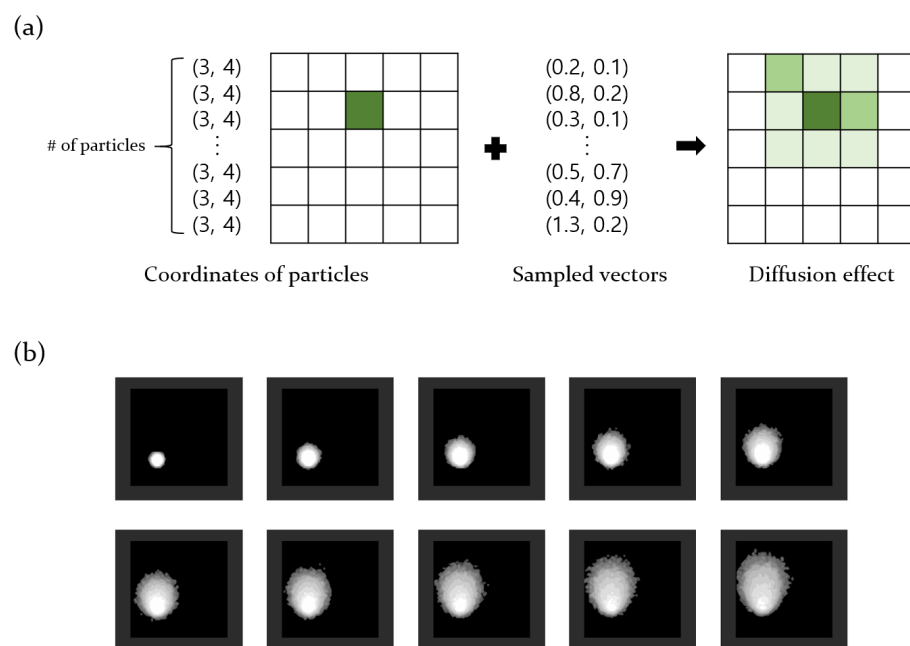 (a)
# of particles
(3, 4)
(3, 4)
(3, 4)
⋮
(3, 4)
(3, 4)
(3, 4)
(0.2, 0.1)
(0.8, 0.2)
(0.3, 0.1)
⋮
(0.5, 0.7)
(0.4, 0.9)
(1.3, 0.2)
Coordinates of particles
Sampled vectors
Diffusion effect
(b)